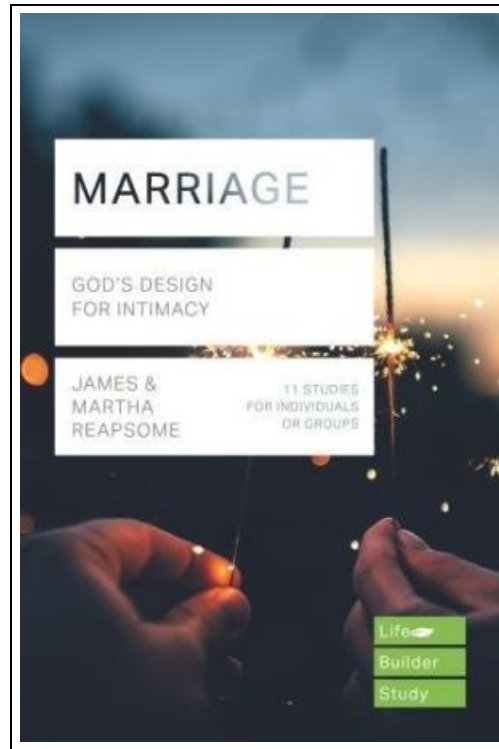 MARRIAGE
GOD'S DESIGN
FOR INTIMACY
JAMES &
MARTHA
REAPSOME
11 STUDIES
FOR INDIVIDUALS
OR GROUPS
Life
Builder
Study